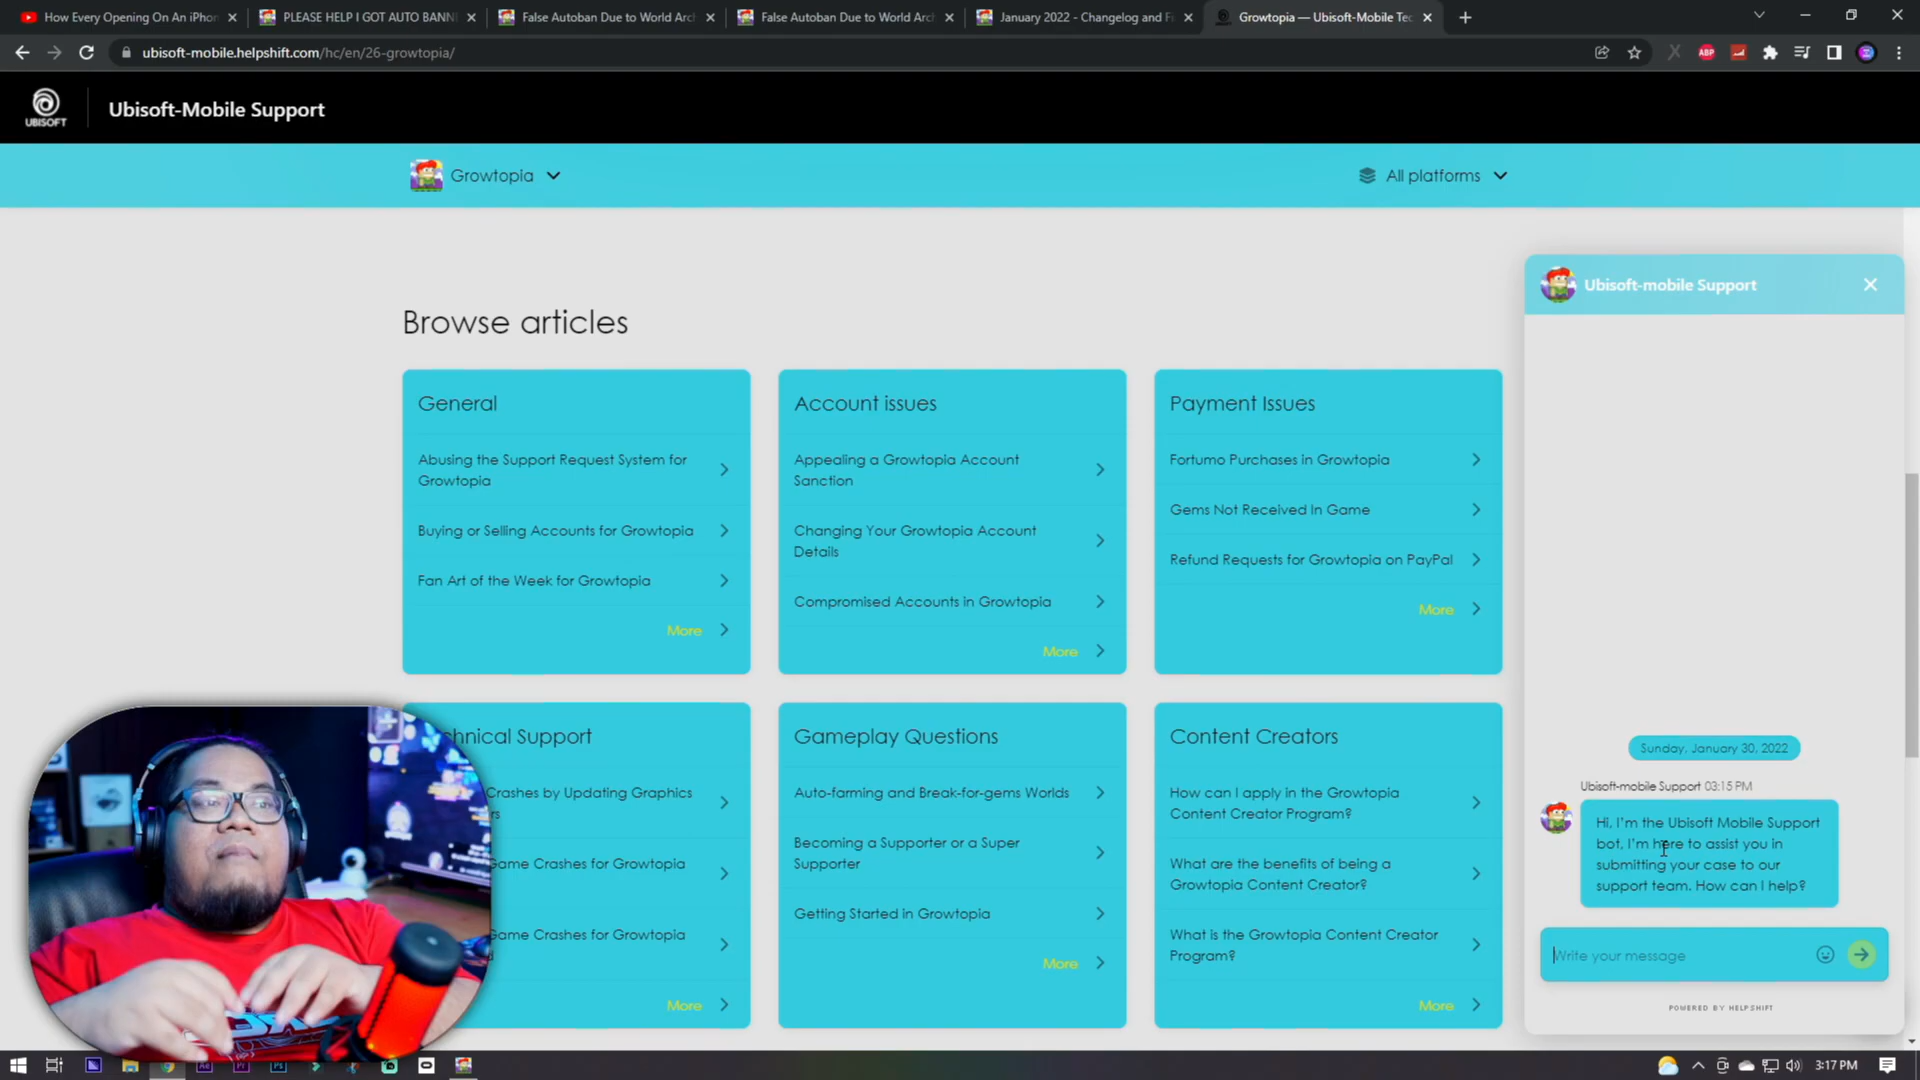 How Every Opening On An iPhon
PLEASE HELP I GOT AUTO BANN
False Autoban Due to World Arch
False Autoban Due to World Arch
January 2022 - Changelog and Fi
Growtopia — Ubisoft-Mobile Tec
ubisoft-mobile.helpshift.com/hc/en/26-growtopia/
ABP
UBISOFT
Ubisoft-Mobile Support
Growtopia
All platforms
Browse articles
General
Abusing the Support Request System for
Growtopia
Buying or Selling Accounts for Growtopia
Fan Art of the Week for Growtopia
More
Account issues
Appealing a Growtopia Account
Sanction
Changing Your Growtopia Account
Details
Compromised Accounts in Growtopia
More
Payment Issues
Fortumo Purchases in Growtopia
Gems Not Received In Game
Refund Requests for Growtopia on PayPal
More
chnical Support
Crashes by Updating Graphics
rs
Game Crashes for Growtopia
Game Crashes for Growtopia
More
Gameplay Questions
Auto-farming and Break-for-gems Worlds
Becoming a Supporter or a Super
Supporter
Getting Started in Growtopia
More
Content Creators
How can I apply in the Growtopia
Content Creator Program?
What are the benefits of being a
Growtopia Content Creator?
What is the Growtopia Content Creator
Program?
More
Ubisoft-mobile Support
Sunday, January 30, 2022
Ubisoft-mobile Support 03:15 PM
Hi, I'm the Ubisoft Mobile Support
bot, I'm here to assist you in
submitting your case to our
support team. How can I help?
Write your message
POWERED BY HELPSHIFT
Ae
Pr
Ps
3:17 PM